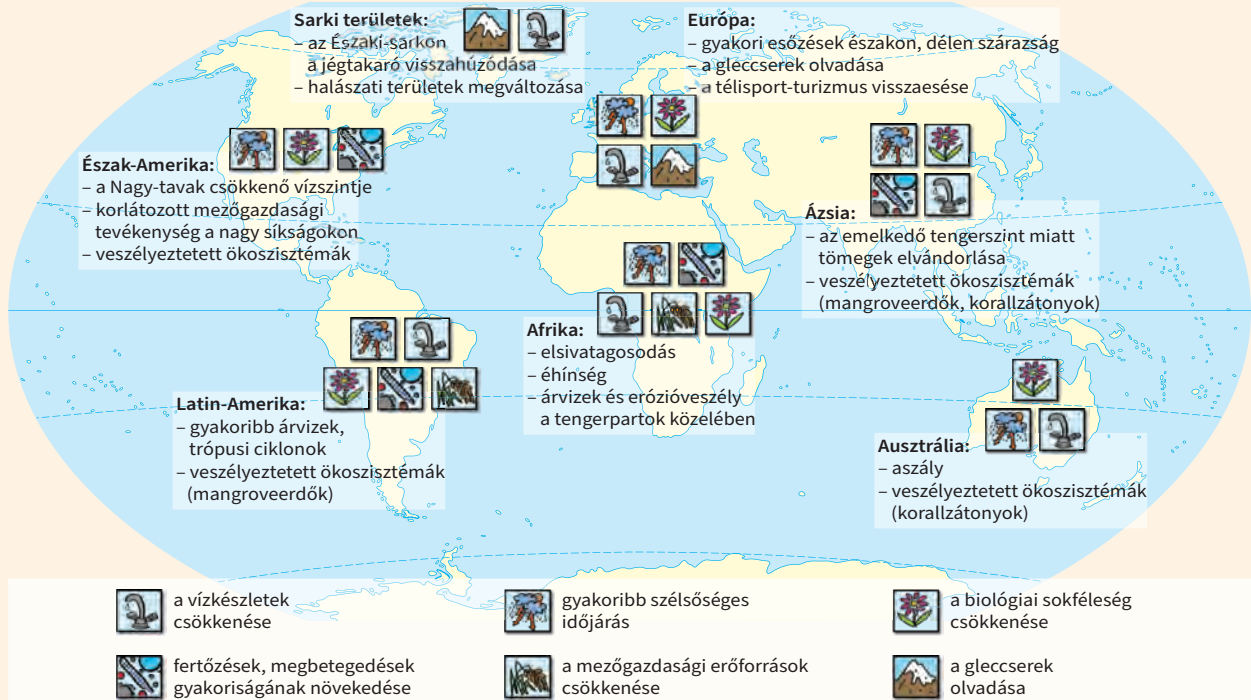 Sarki területek:
– az Északi-sarkon
a jégtakaró visszahúzódása
– halászati területek megváltozása
Európa:
– gyakori esőzések északon, délen szárazság
– a gleccserek olvadása
– a télisport-turizmus visszaesése
Észak-Amerika:
– a Nagy-tavak csökkenő vízszintje
– korlátozott mezőgazdasági
tevékenység a nagy síkságokon
– veszélyeztetett ökoszisztémák
Ázsia:
– az emelkedő tengerszint miatt
tömegek elvándorlása
– veszélyeztetett ökoszisztémák
(mangroveerdők, korallzátonyok)
Afrika:
– elsivatagosodás
– éhínség
– árvizek és erózióveszély
a tengerpartok közelében
Latin-Amerika:
– gyakoribb árvizek,
trópusi ciklonok
– veszélyeztetett ökoszisztémák
(mangroveerdők)
Ausztrália:
– aszály
– veszélyeztetett ökoszisztémák
(korallzátonyok)
a vízkészletek
csökkenése
gyakoribb szélsőséges
időjárás
a biológiai sokféleség
csökkenése
fertőzések, megbetegedések
gyakoriságának növekedése
a mezőgazdasági erőforrások
csökkenése
a gleccserek
olvadása